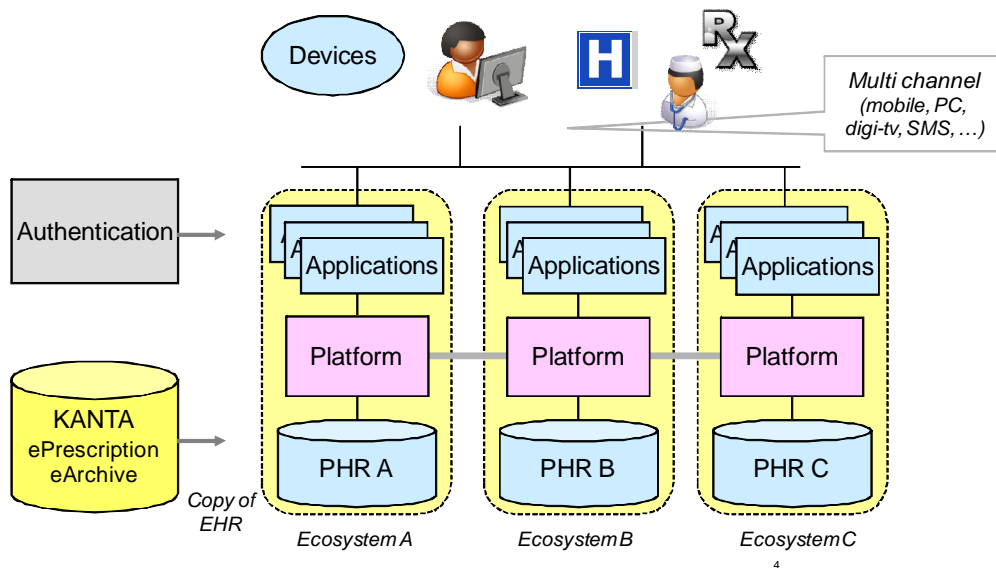 Devices
H
RX
Multi channel
(mobile, PC,
digi-tv, SMS, …)
Authentication
A
A
Applications
A
A
Applications
A
A
Applications
Platform
Platform
Platform
KANTA
ePrescription
eArchive
PHR A
PHR B
PHR C
Copy of
EHR
Ecosystem A
Ecosystem B
Ecosystem C
4